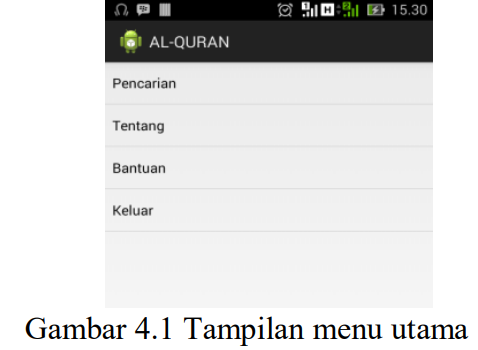 15.30
AL-QURAN
Pencarian
Tentang
Bantuan
Keluar
Gambar 4.1 Tampilan menu utama